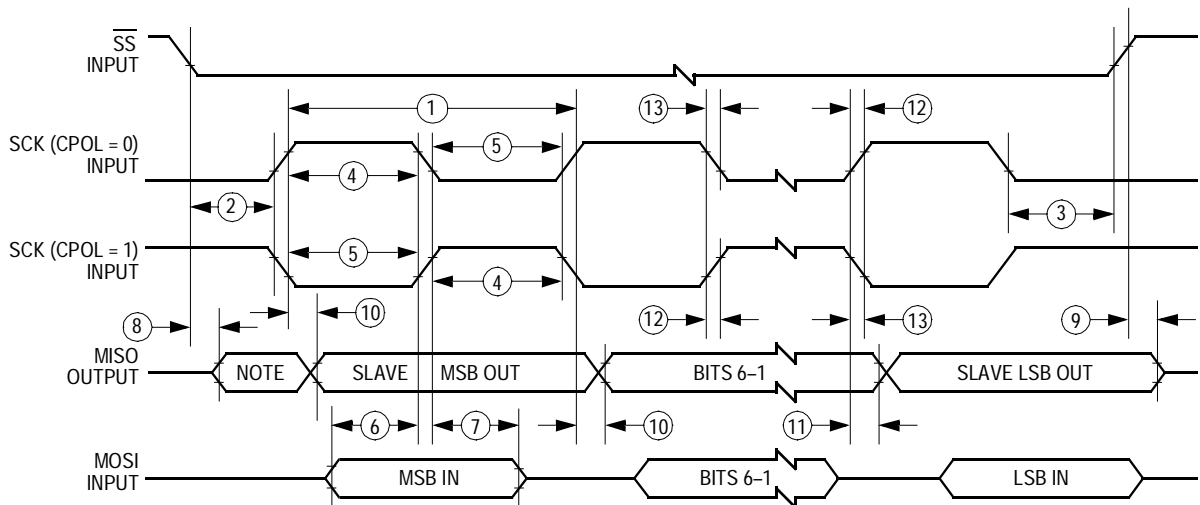 SS
INPUT
1
13
12
SCK (CPOL = 0)
INPUT
5
4
2
3
SCK (CPOL = 1)
INPUT
5
4
8
10
12
13
9
MISO
OUTPUT
NOTE
SLAVE MSB OUT
BITS 6–1
SLAVE LSB OUT
6
7
10
11
MOSI
INPUT
MSB IN
BITS 6–1
LSB IN